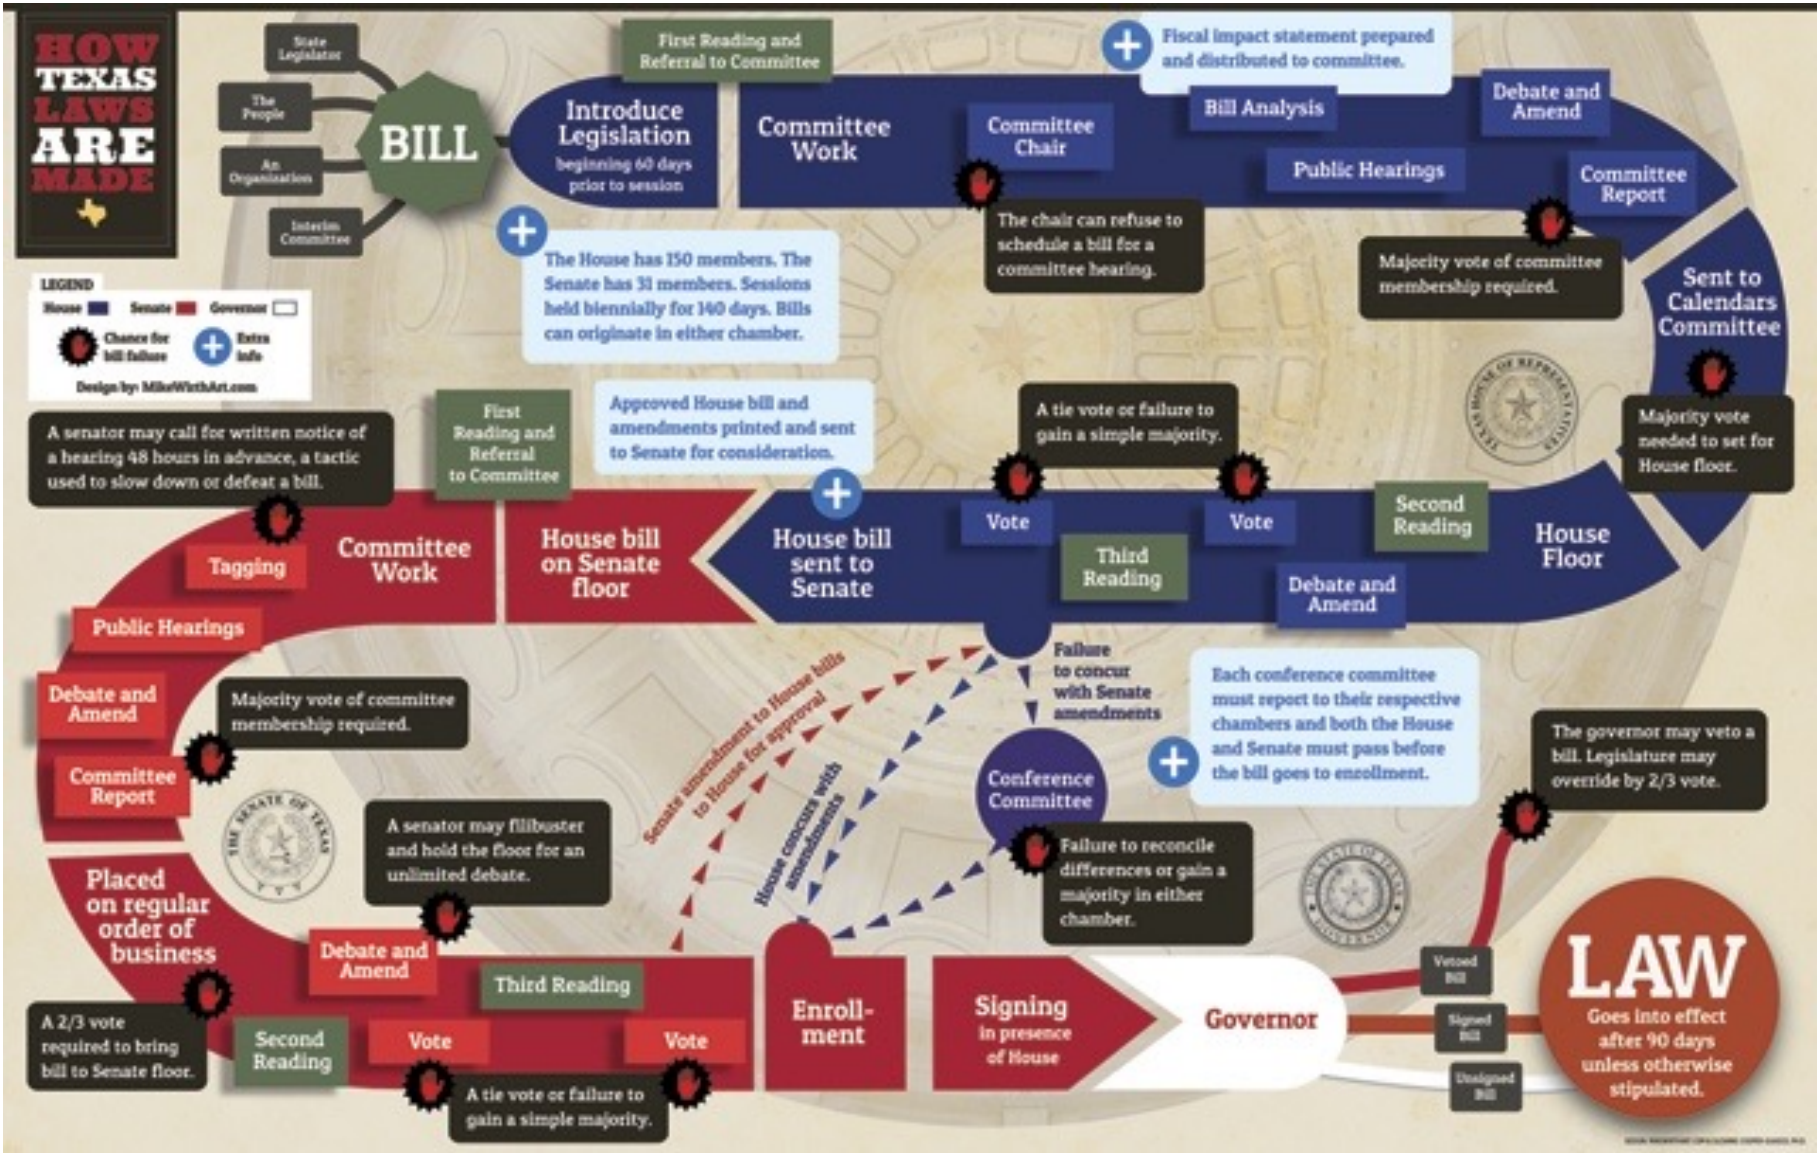 HOW
TEXAS
LAWS
ARE
MADE
State
Legislator
The
People
An
Organization
Interim
Committee
BILL
Introduce
Legislation
beginning 60 days
prior to session
First Reading and
Referral to Committee
Committee
Work
Committee
Chair
Fiscal impact statement prepared
and distributed to committee.
Bill Analysis
Public Hearings
Debate and
Amend
Committee
Report
The chair can refuse to
schedule a bill for a
committee hearing.
Majority vote of committee
membership required.
The House has 150 members. The
Senate has 31 members. Sessions
held biennially for 140 days. Bills
can originate in either chamber.
LEGEND
House
Senate
Governor
Chance for
bill failure
Extra
info
Design by: MikeWirthArt.com
Sent to
Calendars
Committee
Majority vote
needed to set for
House floor.
TEXAS HOUSE OF REPRESENTATIVES
House
Floor
Second
Reading
Debate and
Amend
Vote
Third
Reading
Vote
A tie vote or failure to
gain a simple majority.
House bill
sent to
Senate
Approved House bill and
amendments printed and sent
to Senate for consideration.
House bill
on Senate
floor
First
Reading and
Referral
to Committee
Committee
Work
A senator may call for written notice of
a hearing 48 hours in advance, a tactic
used to slow down or defeat a bill.
Tagging
Public Hearings
Debate and
Amend
Committee
Report
Majority vote of committee
membership required.
THE SENATE OF TEXAS
Placed
on regular
order of
business
A 2/3 vote
required to bring
bill to Senate floor.
Second
Reading
Debate and
Amend
A senator may filibuster
and hold the floor for an
unlimited debate.
Vote
Third Reading
Vote
A tie vote or failure to
gain a simple majority.
Senate amendment to House bills
to House for approval
House concurs with
amendments
Failure
to concur
with Senate
amendments
Conference
Committee
Each conference committee
must report to their respective
chambers and both the House
and Senate must pass before
the bill goes to enrollment.
Failure to reconcile
differences or gain a
majority in either
chamber.
Enroll-
ment
Signing
in presence
of House
Governor
THE STATE OF TEXAS
GOVERNOR
The governor may veto a
bill. Legislature may
override by 2/3 vote.
Vetoed
Bill
Signed
Bill
Unsigned
Bill
LAW
Goes into effect
after 90 days
unless otherwise
stipulated.